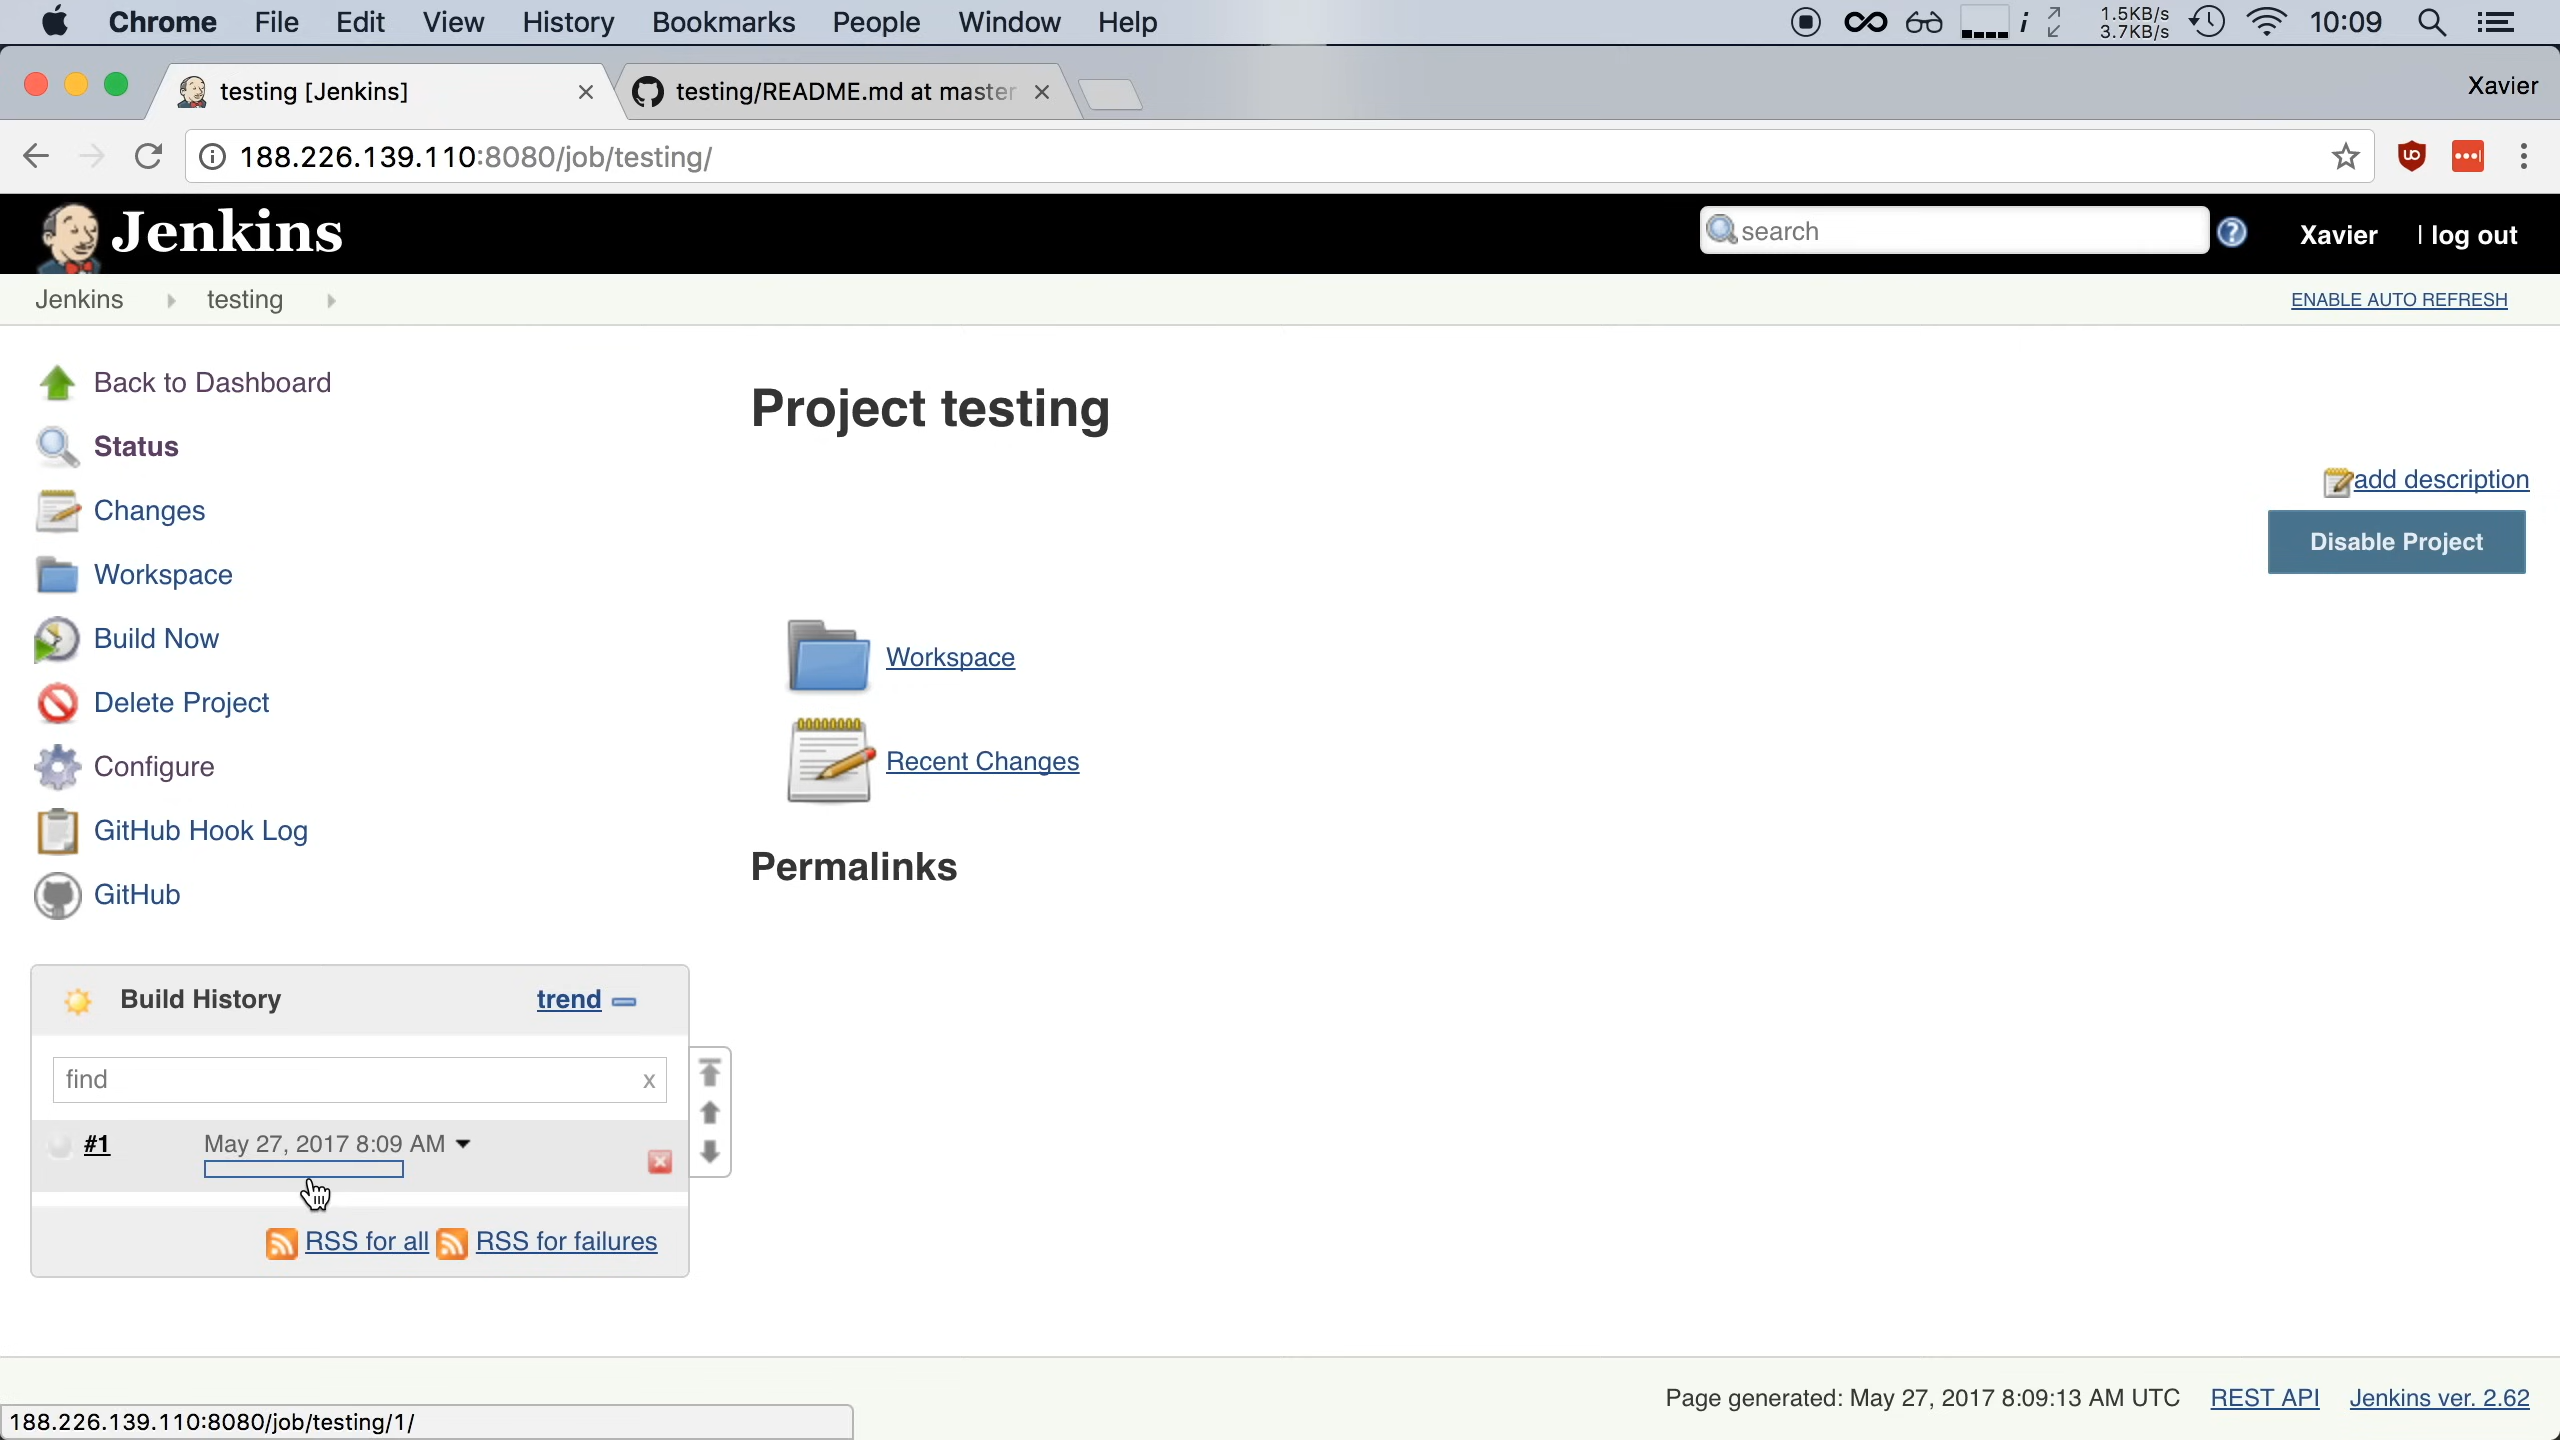 Chrome File Edit View History Bookmarks People Window Help
1.5KB/s
3.7KB/s
10:09
testing [Jenkins]
testing/README.md at master
Xavier
188.226.139.110:8080/job/testing/
Jenkins
search
Xavier | log out
Jenkins testing
ENABLE AUTO REFRESH
Back to Dashboard
Status
Changes
Workspace
Build Now
Delete Project
Configure
GitHub Hook Log
GitHub
Project testing
add description
Disable Project
Workspace
Recent Changes
Permalinks
Build History trend
find x
#1 May 27, 2017 8:09 AM
RSS for all RSS for failures
Page generated: May 27, 2017 8:09:13 AM UTC REST API Jenkins ver. 2.62
188.226.139.110:8080/job/testing/1/